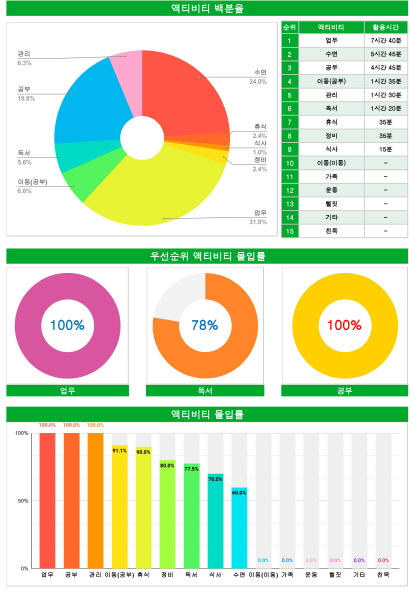 액티비티 백분율
관리
6.3%
공부
19.8%
독서
5.6%
이동(공부)
6.6%
수면
24.0%
휴식
2.4%
식사
1.0%
정비
2.4%
업무
31.9%
순위 액티비티 활용시간
1 업무 7시간 40분
2 수면 5시간 45분
3 공부 4시간 45분
4 이동(공부) 1시간 35분
5 관리 1시간 30분
6 독서 1시간 20분
7 휴식 35분
8 정비 35분
9 식사 15분
10 이동(이동) -
11 가족 -
12 운동 -
13 뻘짓 -
14 기타 -
15 친목 -
우선순위 액티비티 몰입률
100% 78% 100%
업무 독서 공부
액티비티 몰입률
100.0% 100.0% 100.0%
100% 91.1% 90.0% 80.0% 77.5% 70.0% 60.0%
50%
0% 0.0% 0.0% 0.0% 0.0% 0.0% 0.0%
업무 공부 관리 이동(공부) 휴식 정비 독서 식사 수면 이동(이동) 가족 운동 뻘짓 기타 친목